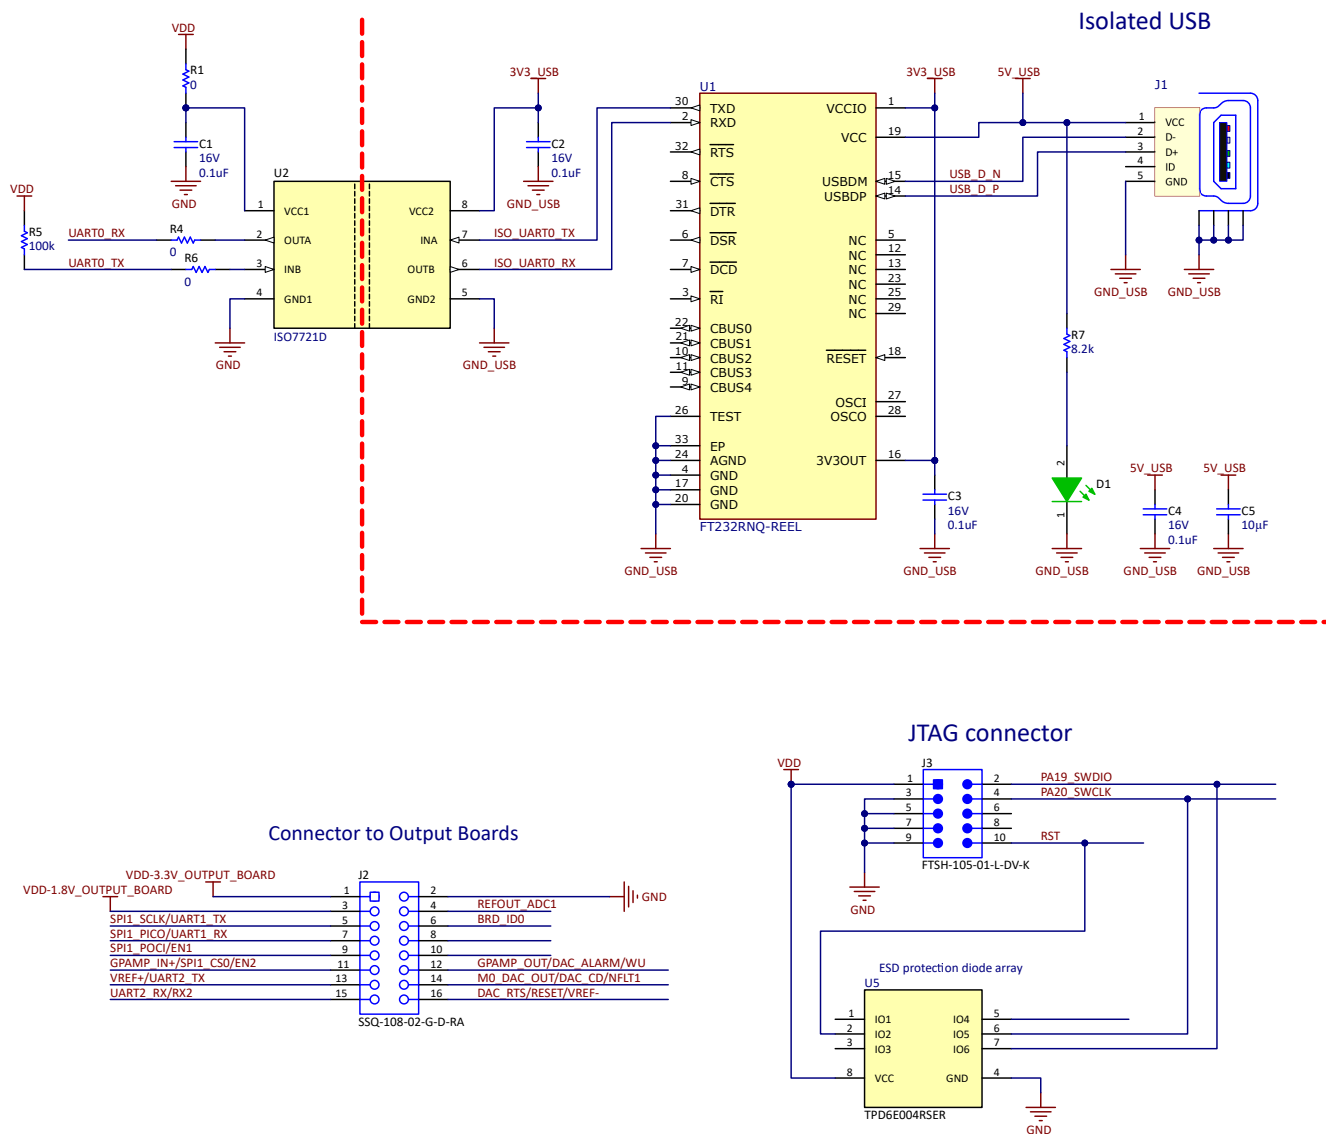 Isolated USB
VDD
R1
0
C1
16V
0.1uF
GND
VDD
R5
100k
UART0_RX
R4
0
UART0_TX
R6
0
GND
U2
1 VCC1 VCC2 8
2 OUTA INA 7
3 INB OUTB 6
4 GND1 GND2 5
ISO7721D
3V3_USB
C2
16V
0.1uF
GND_USB
ISO_UART0_TX
ISO_UART0_RX
GND_USB
U1
30 TXD VCCIO 1
2 RXD
VCC 19
32 RTS
8 CTS USBDM 15
USBDP 14
31 DTR
6 DSR NC 5
NC 12
7 DCD NC 13
NC 23
3 RI NC 25
NC 29
22 CBUS0
21 CBUS1
10 CBUS2 RESET 18
11 CBUS3
9 CBUS4
OSCI 27
26 TEST OSCO 28
33 EP
24 AGND 3V3OUT 16
4 GND
17 GND
20 GND
FT232RNQ-REEL
GND_USB
3V3_USB
5V_USB
USB_D_N
USB_D_P
J1
1 VCC
2 D-
3 D+
4 ID
5 GND
GND_USB
GND_USB
R7
8.2k
C3
16V
0.1uF
GND_USB
2
D1
1
GND_USB
5V_USB
C4
16V
0.1uF
GND_USB
5V_USB
C5
10µF
GND_USB
Connector to Output Boards
VDD-3.3V_OUTPUT_BOARD
VDD-1.8V_OUTPUT_BOARD
J2
1 2 GND
3 4 REFOUT_ADC1
SPI1_SCLK/UART1_TX 5 6 BRD_ID0
SPI1_PICO/UART1_RX 7 8
SPI1_POCI/EN1 9 10
GPAMP_IN+/SPI1_CS0/EN2 11 12 GPAMP_OUT/DAC_ALARM/WU
VREF+/UART2_TX 13 14 M0_DAC_OUT/DAC_CD/NFLT1
UART2_RX/RX2 15 16 DAC_RTS/RESET/VREF-
SSQ-108-02-G-D-RA
JTAG connector
VDD
J3
1 2 PA19_SWDIO
3 4 PA20_SWCLK
5 6
7 8
9 10 RST
FTSH-105-01-L-DV-K
GND
ESD protection diode array
U5
1 IO1 IO4 5
2 IO2 IO5 6
3 IO3 IO6 7
8 VCC GND 4
TPD6E004RSER
GND